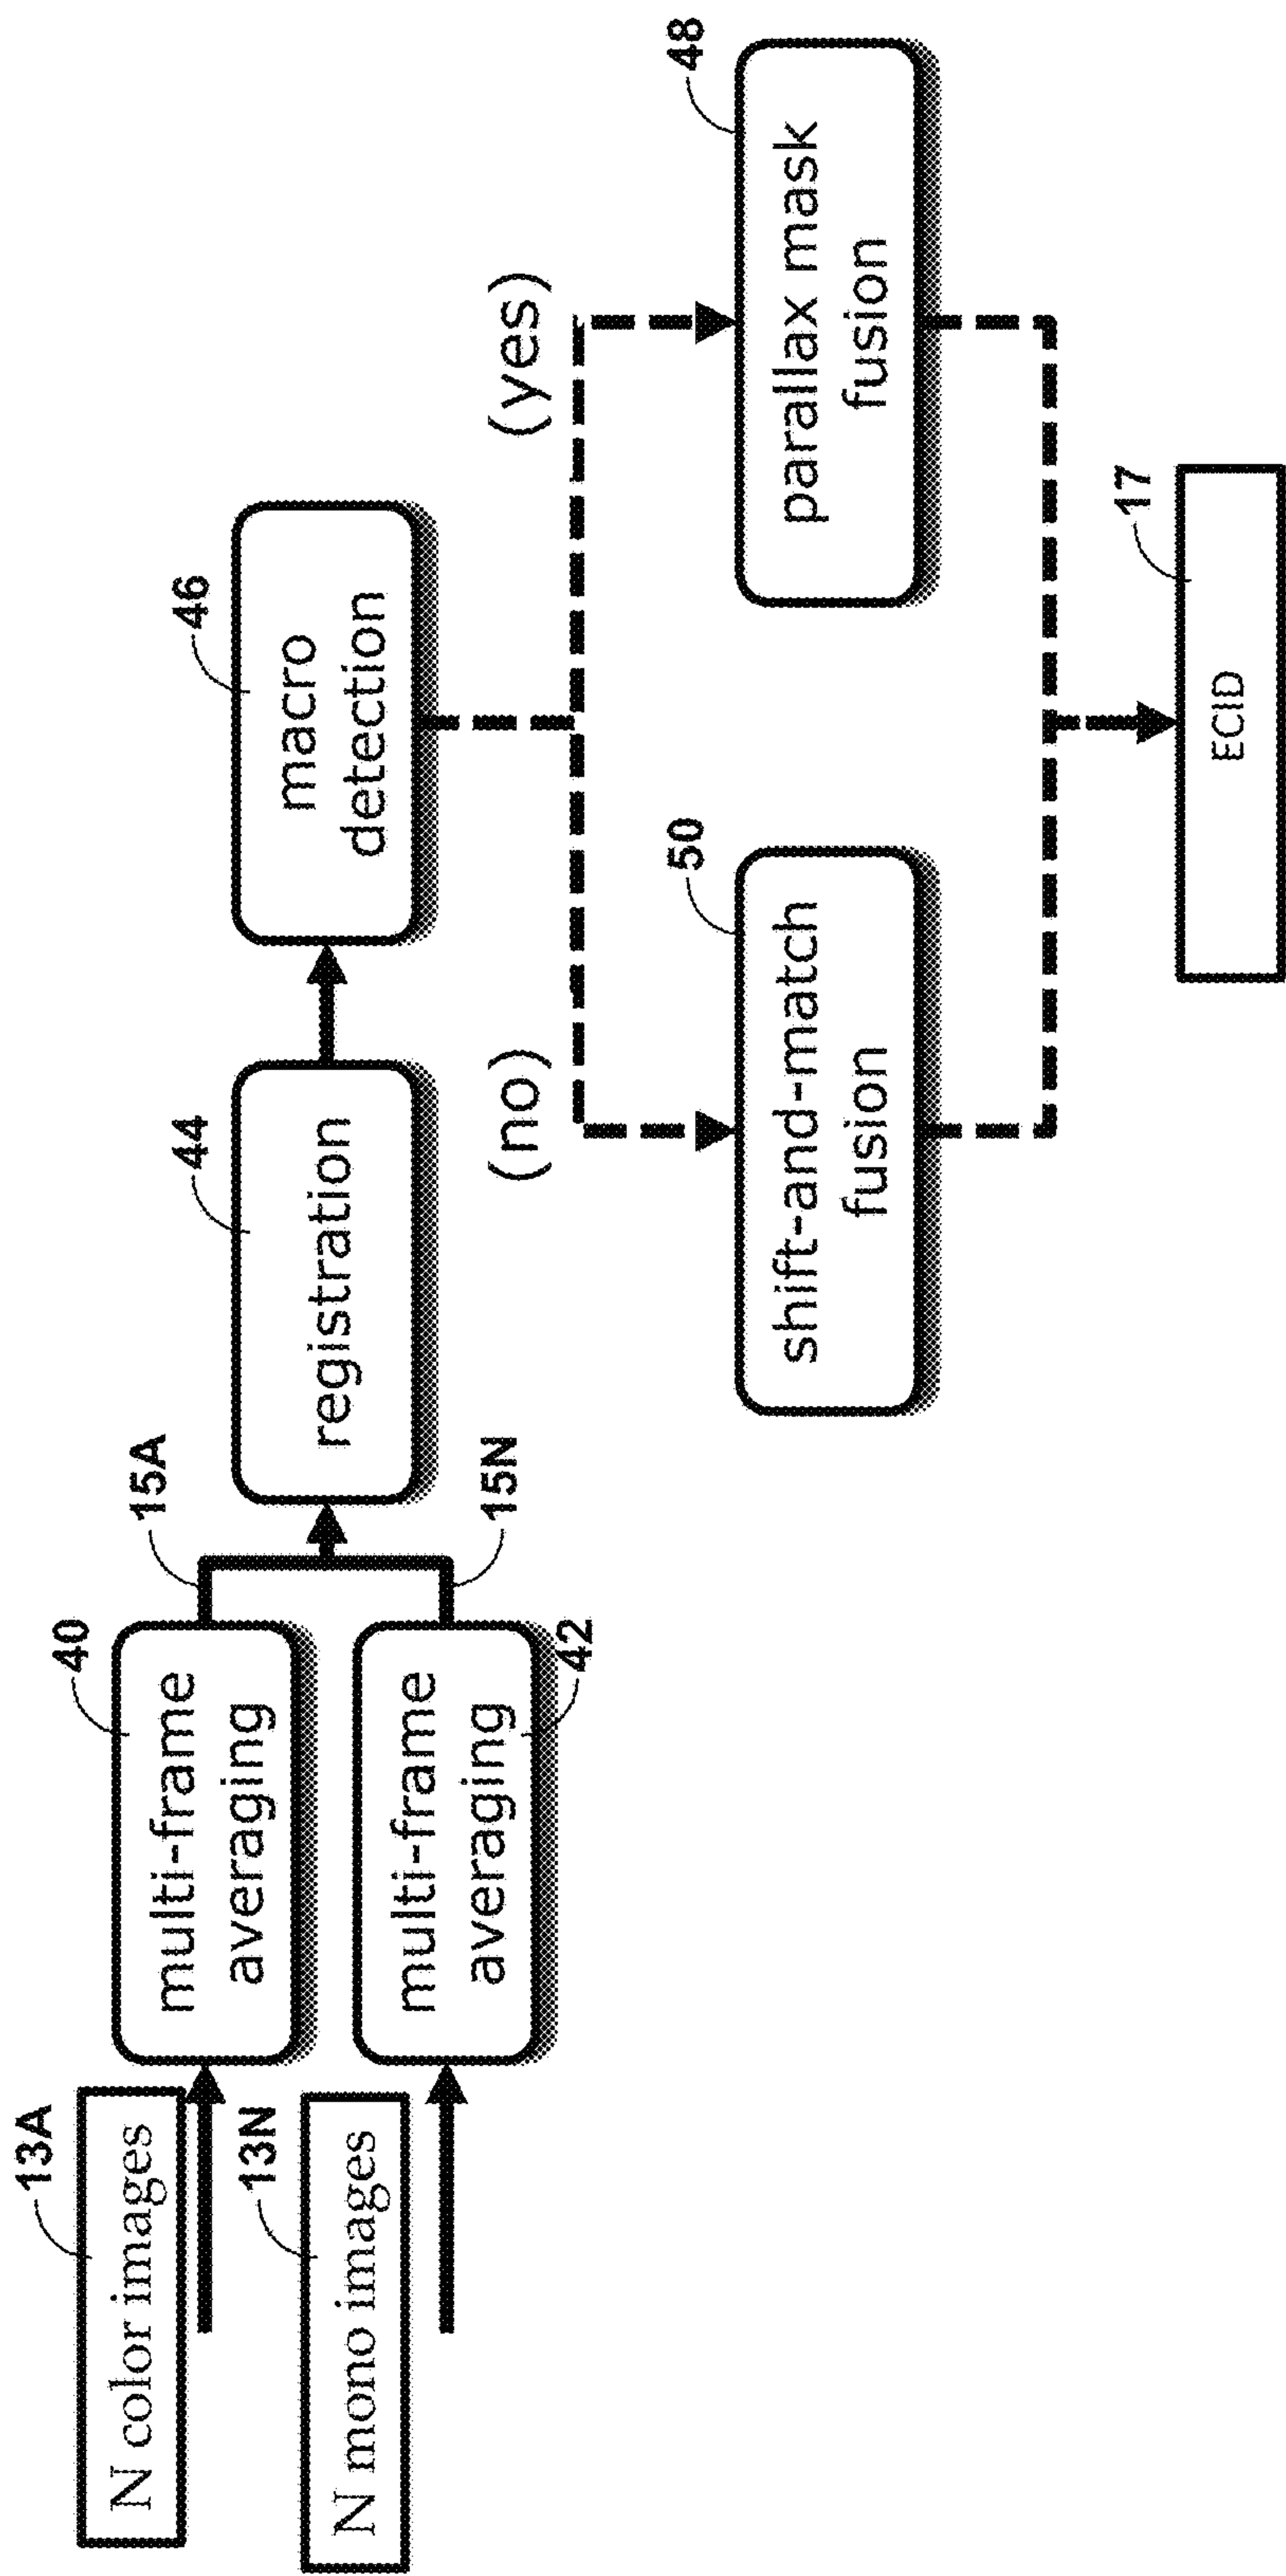 13A
N color images
13N
N mono images
40
multi-frame
averaging
42
multi-frame
averaging
15A
15N
44
registration
46
macro
detection
(no)
(yes)
50
shift-and-match
fusion
48
parallax mask
fusion
17
ECID